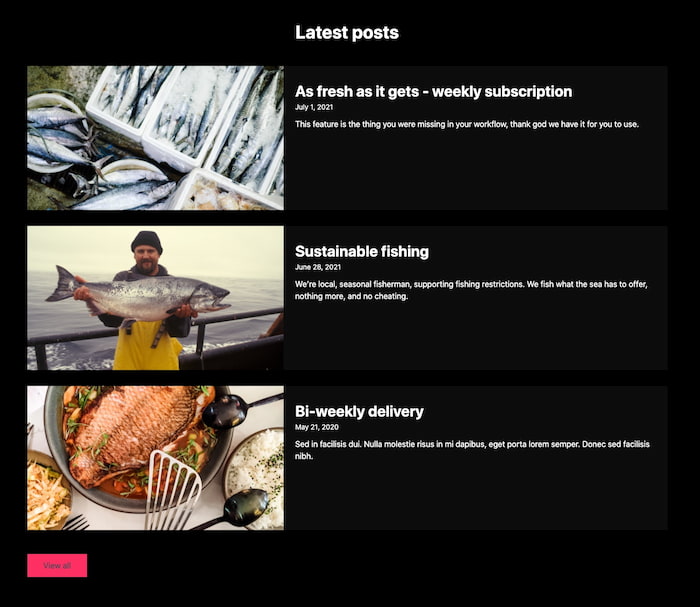 Latest posts
As fresh as it gets - weekly subscription
July 1, 2021
This feature is the thing you were missing in your workflow, thank god we have it for you to use.
Sustainable fishing
June 28, 2021
We're local, seasonal fisherman, supporting fishing restrictions. We fish what the sea has to offer,
nothing more, and no cheating.
Bi-weekly delivery
May 21, 2020
Sed in facilisis dui. Nulla molestie risus in mi dapibus, eget porta lorem semper. Donec sed facilisis
nibh.
View all